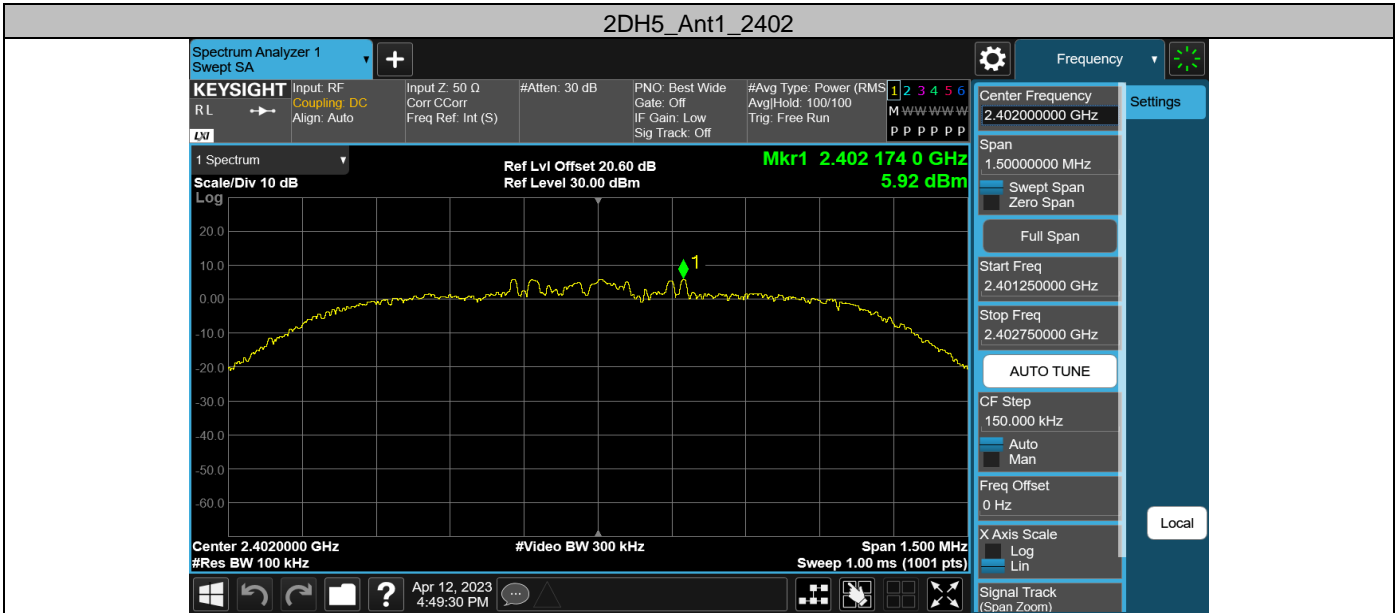 2DH5_Ant1_2402
Spectrum Analyzer 1
Swept SA
Frequency
KEYSIGHT
RL
LXI
Input: RF
Coupling: DC
Align: Auto
Input Z: 50 Ω
Corr CCorr
Freq Ref: Int (S)
#Atten: 30 dB
PNO: Best Wide
Gate: Off
IF Gain: Low
Sig Track: Off
#Avg Type: Power (RMS
Avg|Hold: 100/100
Trig: Free Run
1 2 3 4 5 6
M W W W W W
P P P P P P
1 Spectrum
Scale/Div 10 dB
Ref Lvl Offset 20.60 dB
Ref Level 30.00 dBm
Mkr1 2.402 174 0 GHz
5.92 dBm
Log
20.0
10.0
0.00
-10.0
-20.0
-30.0
-40.0
-50.0
-60.0
1
Center 2.4020000 GHz
#Res BW 100 kHz
#Video BW 300 kHz
Span 1.500 MHz
Sweep 1.00 ms (1001 pts)
Center Frequency
2.402000000 GHz
Span
1.50000000 MHz
Swept Span
Zero Span
Full Span
Start Freq
2.401250000 GHz
Stop Freq
2.402750000 GHz
AUTO TUNE
CF Step
150.000 kHz
Auto
Man
Freq Offset
0 Hz
X Axis Scale
Log
Lin
Signal Track
(Span Zoom)
Settings
Local
?
Apr 12, 2023
4:49:30 PM